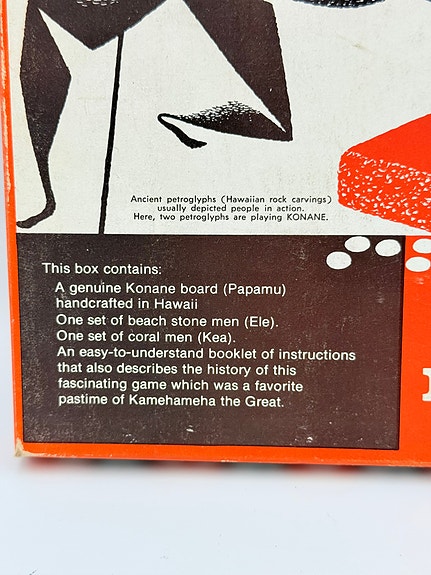 Ancient petroglyphs (Hawaiian rock carvings)
usually depicted people in action.
Here, two petroglyphs are playing KONANE.
This box contains:
A genuine Konane board (Papamu)
handcrafted in Hawaii
One set of beach stone men (Ele).
One set of coral men (Kea).
An easy-to-understand booklet of instructions
that also describes the history of this
fascinating game which was a favorite
pastime of Kamehameha the Great.